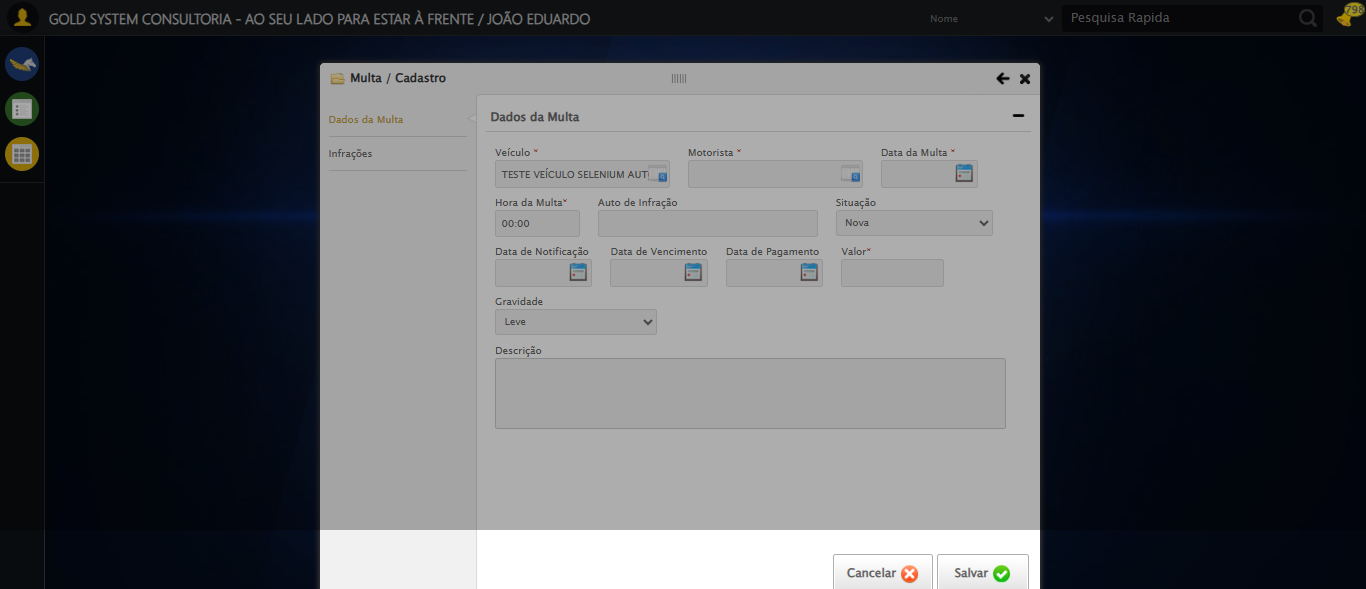 GOLD SYSTEM CONSULTORIA - AO SEU LADO PARA ESTAR À FRENTE / JOÃO EDUARDO
Nome
Pesquisa Rapida
798
Multa / Cadastro
Dados da Multa
Infrações
Dados da Multa
Veículo *
Motorista *
Data da Multa *
TESTE VEÍCULO SELENIUM AUT
Hora da Multa*
Auto de Infração
Situação
00:00
Nova
Data de Notificação
Data de Vencimento
Data de Pagamento
Valor*
Gravidade
Leve
Descrição
Cancelar
Salvar